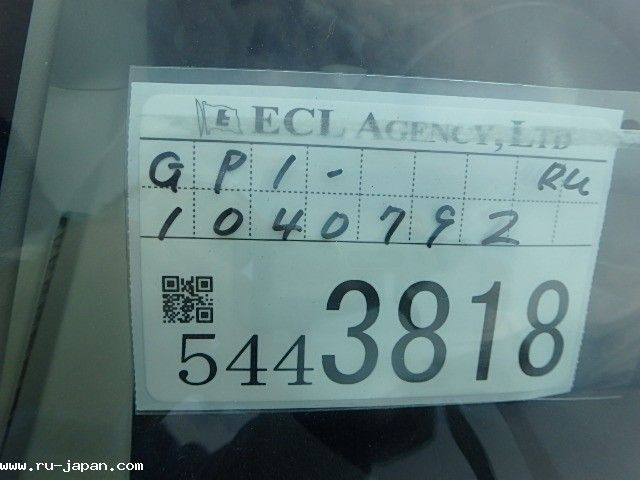 E ECL AGENCY, LTD
GP1- RU
1040792
5443818
www.ru-japan.com